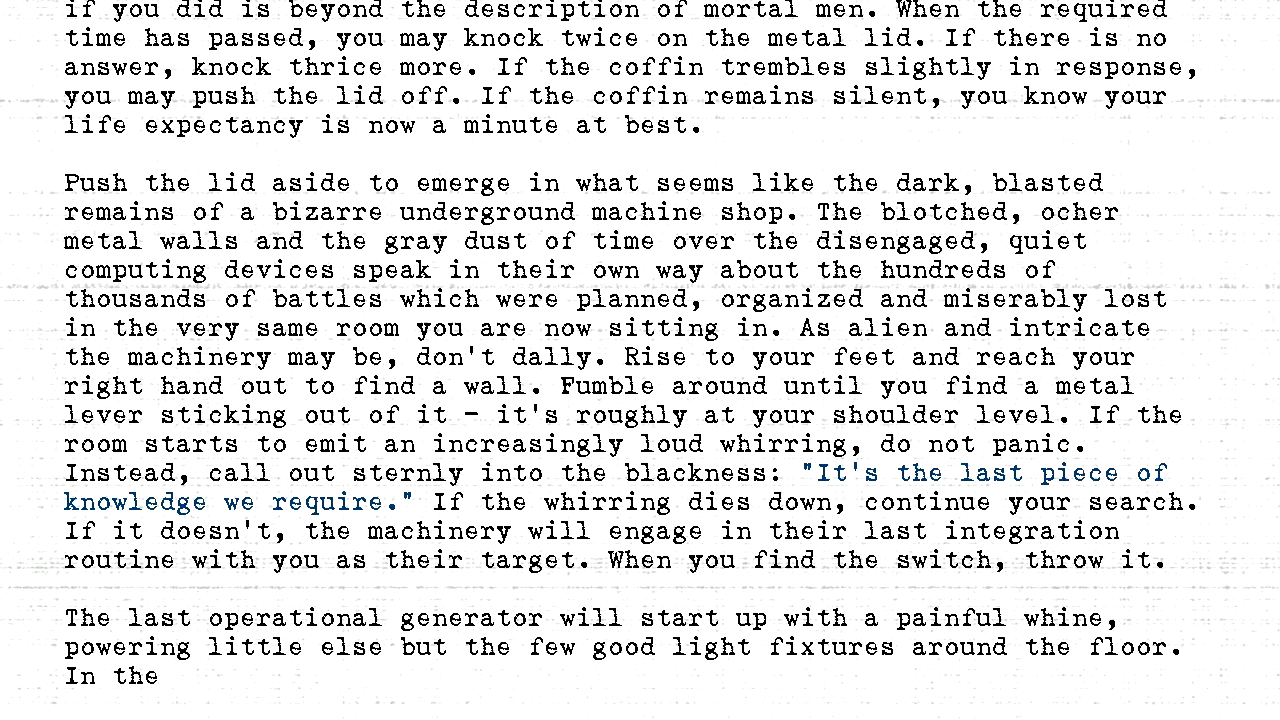 if you did is beyond the description of mortal men. When the required
time has passed, you may knock twice on the metal lid. If there is no
answer, knock thrice more. If the coffin trembles slightly in response,
you may push the lid off. If the coffin remains silent, you know your
life expectancy is now a minute at best.

Push the lid aside to emerge in what seems like the dark, blasted
remains of a bizarre underground machine shop. The blotched, ocher
metal walls and the gray dust of time over the disengaged, quiet
computing devices speak in their own way about the hundreds of
thousands of battles which were planned, organized and miserably lost
in the very same room you are now sitting in. As alien and intricate
the machinery may be, don't dally. Rise to your feet and reach your
right hand out to find a wall. Fumble around until you find a metal
lever sticking out of it - it's roughly at your shoulder level. If the
room starts to emit an increasingly loud whirring, do not panic.
Instead, call out sternly into the blackness: "It's the last piece of
knowledge we require." If the whirring dies down, continue your search.
If it doesn't, the machinery will engage in their last integration
routine with you as their target. When you find the switch, throw it.

The last operational generator will start up with a painful whine,
powering little else but the few good light fixtures around the floor.
In the